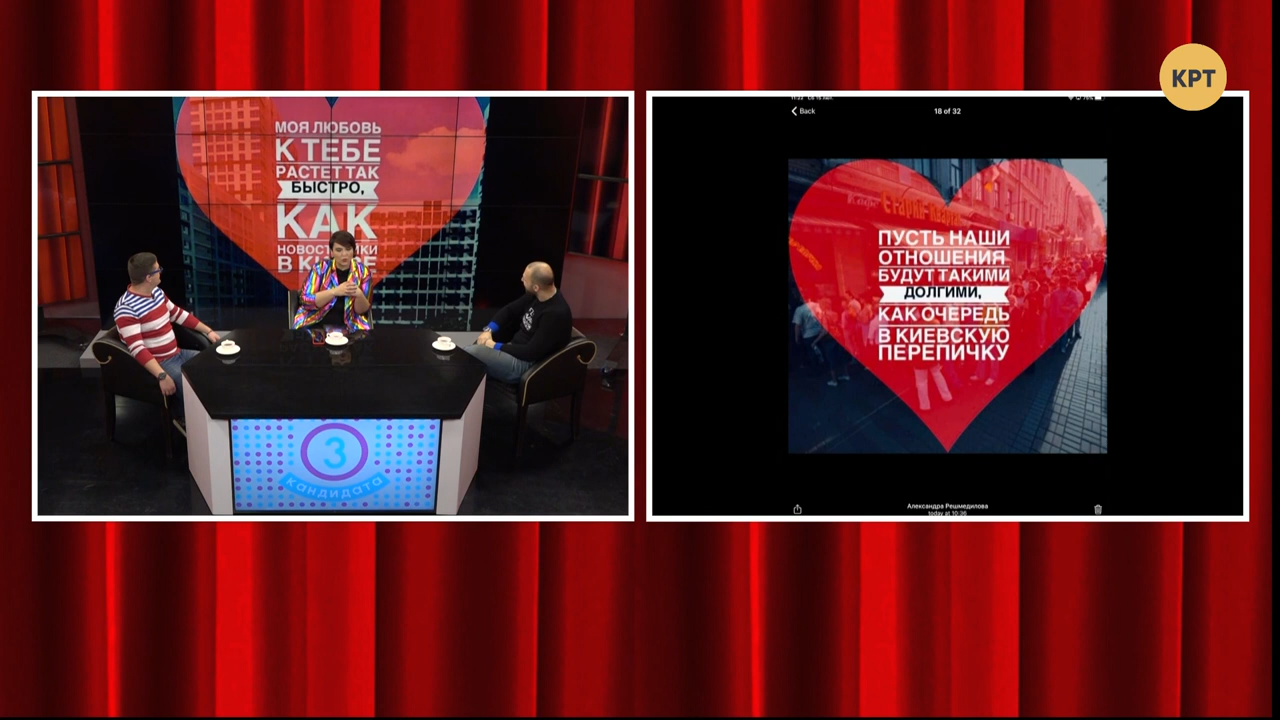 КРТ
МОЯ ЛЮБОВЬ
К ТЕБЕ
РАСТЕТ ТАК
БЫСТРО,
КАК
В
3
кандидата
Back
18 of 32
ПУСТЬ НАШИ
ОТНОШЕНИЯ
БУДУТ ТАКИМИ
ДОЛГИМИ,
КАК ОЧЕРЕДЬ
В КИЕВСКУЮ
ПЕРЕПИЧКУ
Александра Решмедилова
today at 10:36